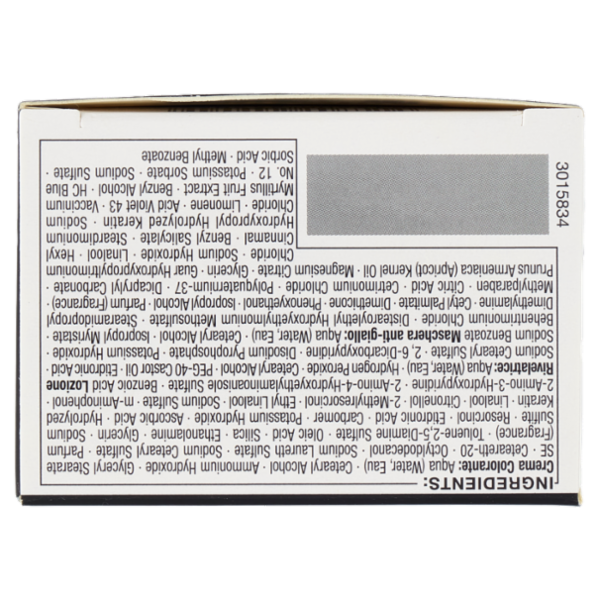 INGREDIENTS:
Crema Colorante: Aqua (Water, Eau) · Cetearyl Alcohol · Ammonium Hydroxide · Glyceryl Stearate
SE · Ceteareth-20 · Octyldodecanol · Sodium Laureth Sulfate · Sodium Cetearyl Sulfate · Parfum
(Fragrance) · Toluene-2,5-Diamine Sulfate · Oleic Acid · Silica · Ethanolamine · Glycerin · Sodium
Sulfite · Resorcinol · Etidronic Acid · Carbomer · Potassium Hydroxide · Ascorbic Acid · Hydrolyzed
Keratin · Linalool · Citronellol · 2-Methylresorcinol · Ethyl Linalool · Sodium Sulfate · m-Aminophenol ·
2-Amino-3-Hydroxypyridine · 2-Amino-4-Hydroxyethylaminoanisole Sulfate · Benzoic Acid Lozione
Rivelatrice: Aqua (Water, Eau) · Hydrogen Peroxide · Cetearyl Alcohol · PEG-40 Castor Oil · Etidronic Acid
· Sodium Cetearyl Sulfate · 2, 6-Dicarboxypyridine · Disodium Pyrophosphate · Potassium Hydroxide ·
Sodium Benzoate Maschera anti-giallo: Aqua (Water, Eau) · Cetearyl Alcohol · Isopropyl Myristate ·
Behentrimonium Chloride · Distearoylethyl Hydroxyethylmonium Methosulfate · Stearamidopropyl
Dimethylamine · Cetyl Palmitate · Dimethicone · Phenoxyethanol · Isopropyl Alcohol · Parfum (Fragrance) ·
Methylparaben · Citric Acid · Cetrimonium Chloride · Polyquaternium-37 · Dicaprylyl Carbonate ·
Prunus Armeniaca (Apricot) Kernel Oil · Magnesium Citrate · Glycerin · Guar Hydroxypropyltrimonium
Chloride · Sodium Hydroxide · Linalool · Hexyl
Cinnamal · Benzyl Salicylate · Steardimonium
Hydroxypropyl Hydrolyzed Keratin · Sodium
Chloride · Limonene · Acid Violet 43 · Vaccinium
Myrtillus Fruit Extract · Benzyl Alcohol · HC Blue
No. 12 · Potassium Sorbate · Sodium Sulfate ·
Sorbic Acid · Methyl Benzoate
3015834